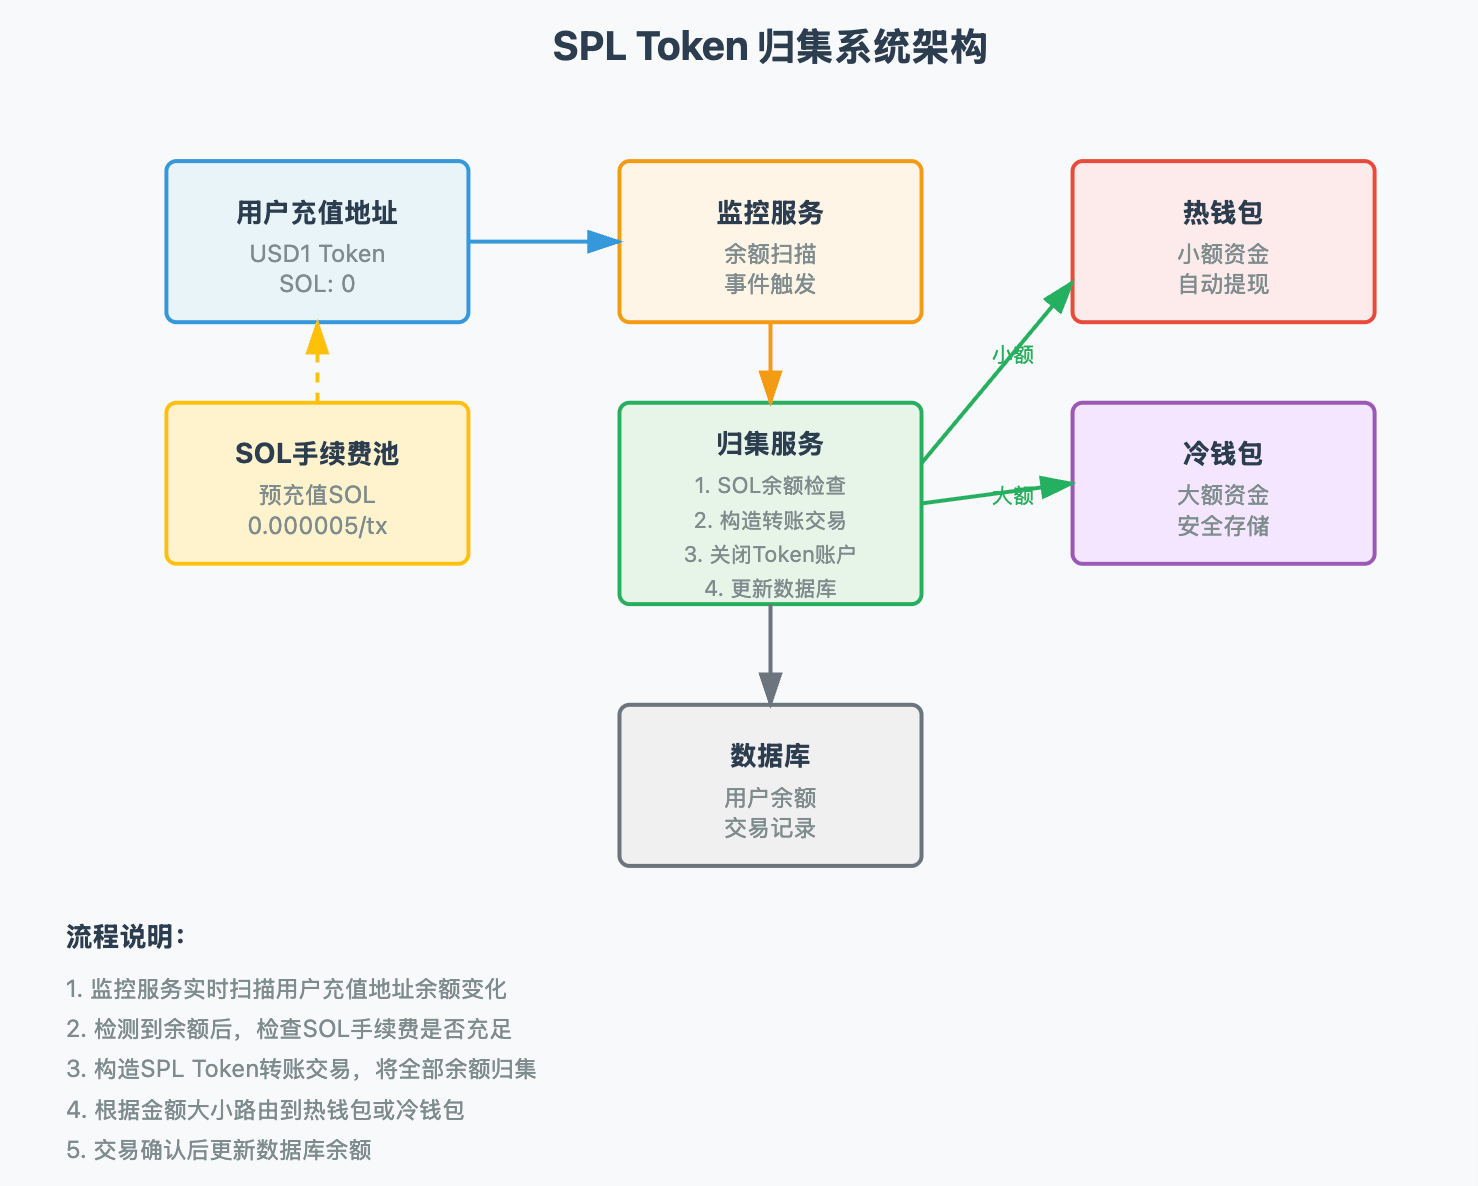 SPL Token 归集系统架构
用户充值地址
USD1 Token
SOL: 0
监控服务
余额扫描
事件触发
热钱包
小额资金
自动提现
小额
SOL手续费池
预充值SOL
0.000005/tx
归集服务
1. SOL余额检查
2. 构造转账交易
3. 关闭Token账户
4. 更新数据库
大额
冷钱包
大额资金
安全存储
数据库
用户余额
交易记录
流程说明：
1. 监控服务实时扫描用户充值地址余额变化
2. 检测到余额后，检查SOL手续费是否充足
3. 构造SPL Token转账交易，将全部余额归集
4. 根据金额大小路由到热钱包或冷钱包
5. 交易确认后更新数据库余额